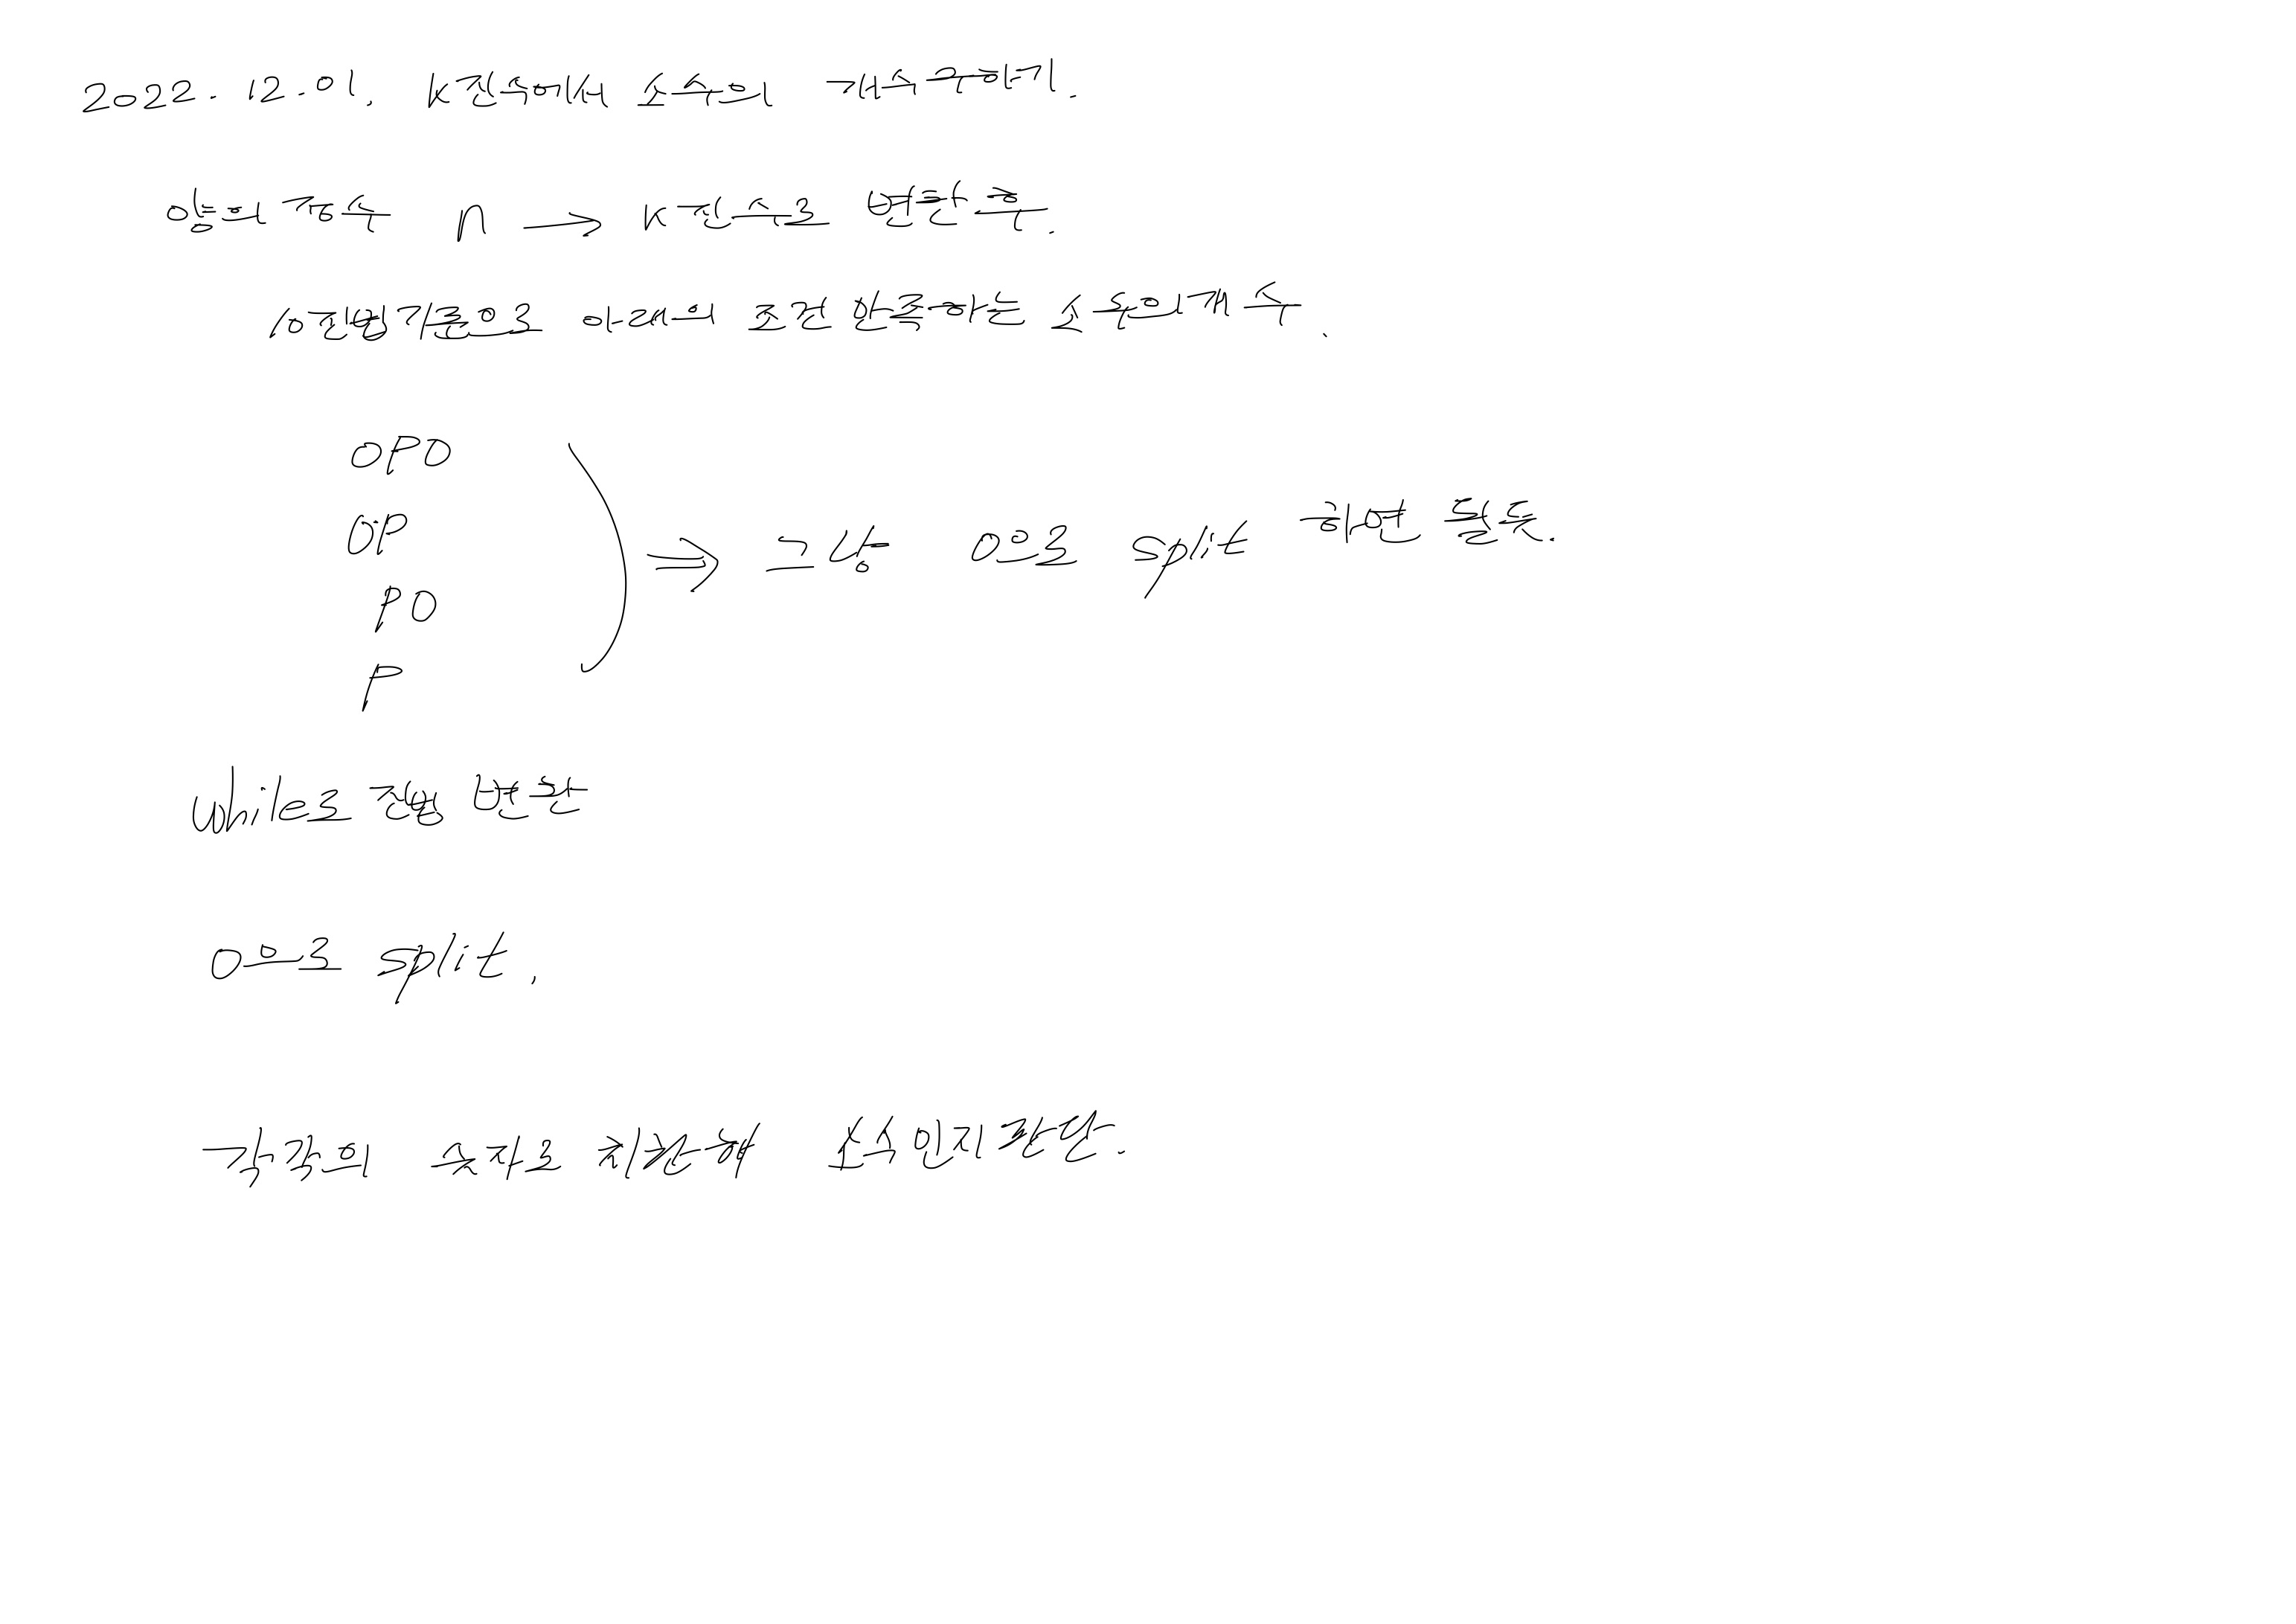 2022. 12. 01. K진수에서 소수의 개수구하기.
양의 정수 n → K진수로 변환 후.
10진법기준으로 아래의 조건 만족하는 소수의개수.
0P0
0P
P0
P
⇒ 그냥 0으로 split 하면 될듯.
while로 진법 변환
0으로 split.
각각의 숫자로 치환해 소수인지판단.